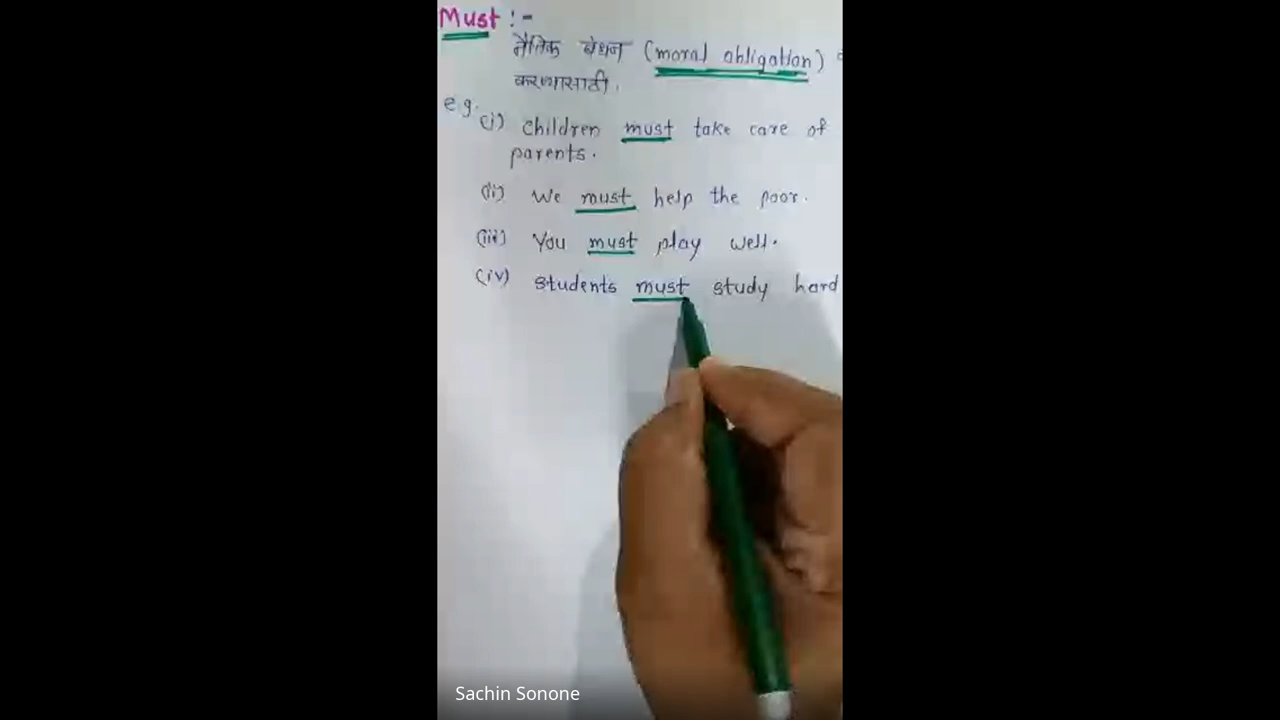 Must :-
नैतिक बंधन (moral obligation)
करण्यासाठी.
e.g.
(i) Children must take care of
parents.
(ii) We must help the poor.
(iii) You must play well.
(iv) Students must study hard
Sachin Sonone